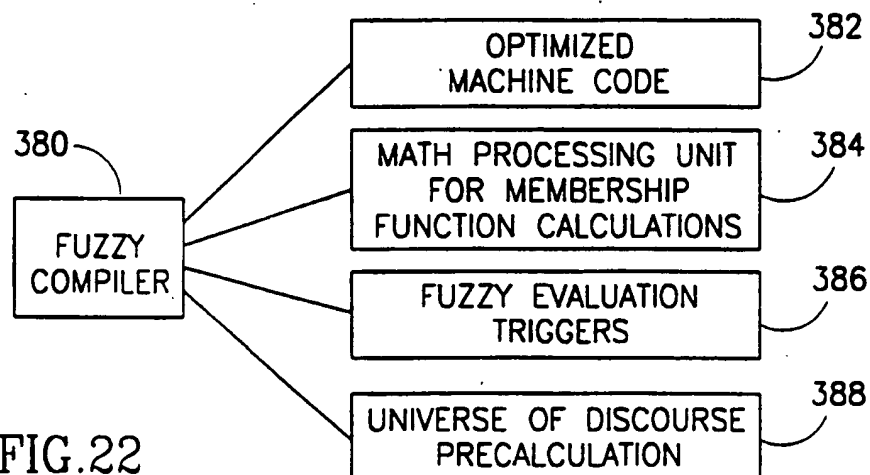 OPTIMIZED
MACHINE CODE
382
380
MATH PROCESSING UNIT
FOR MEMBERSHIP
FUNCTION CALCULATIONS
384
FUZZY
COMPILER
FUZZY EVALUATION
TRIGGERS
386
UNIVERSE OF DISCOURSE
PRECALCULATION
388
FIG.22